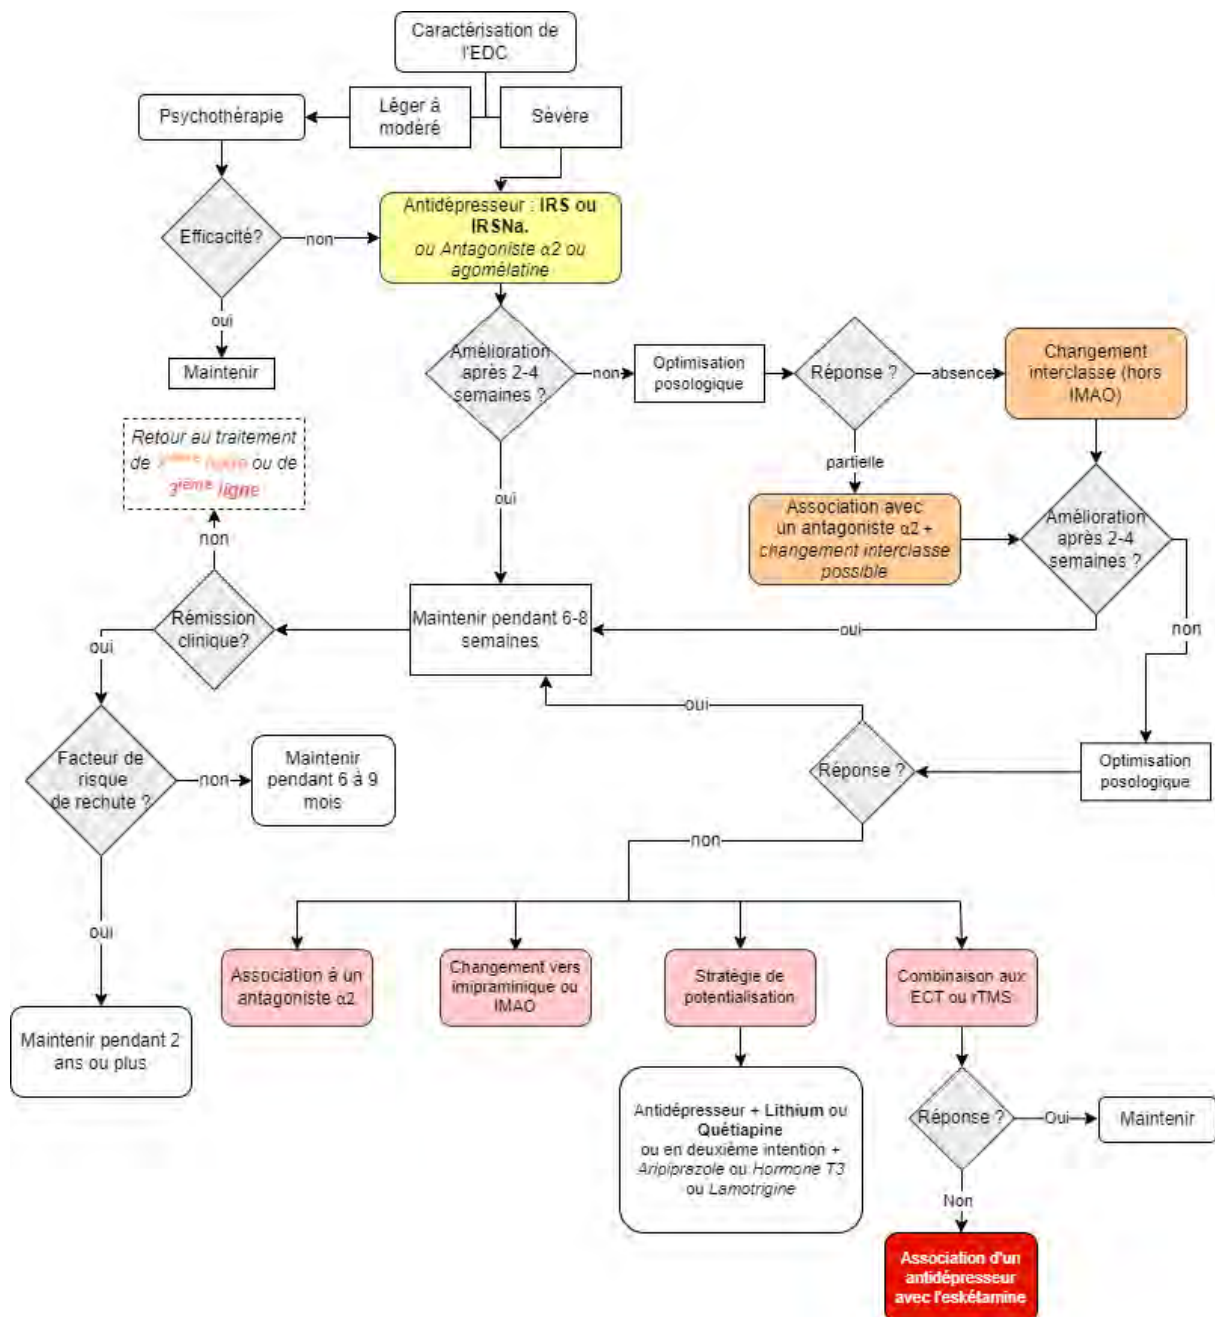 Caractérisation de
l'EDC
Psychothérapie
Léger à
modéré
Sévère
Efficacité?
non
Antidépresseur : IRS ou
IRSNa.
ou Antagoniste α2 ou
agomélatine
oui
Maintenir
Amélioration
après 2-4
semaines ?
non
Optimisation
posologique
Réponse ?
absence
Changement
interclasse (hors
IMAO)
partielle
Association avec
un antagoniste α2 +
changement interclasse
possible
Amélioration
après 2-4
semaines ?
oui
Retour au traitement
de ligne ou de
3ième ligne
non
Rémission
clinique?
Maintenir pendant 6-8
semaines
oui
non
oui
oui
Réponse ?
Optimisation
posologique
Facteur de
risque
de rechute ?
non
Maintenir
pendant 6 à 9
mois
non
oui
Maintenir pendant 2
ans ou plus
Association à un
antagoniste α2
Changement vers
imipraminique ou
IMAO
Stratégie de
potentialisation
Combinaison aux
ECT ou rTMS
Antidépresseur + Lithium ou
Quétiapine
ou en deuxième intention +
Aripiprazole ou Hormone T3
ou Lamotrigine
Réponse ?
Oui
Maintenir
Non
Association d'un
antidépresseur
avec l'eskétamine